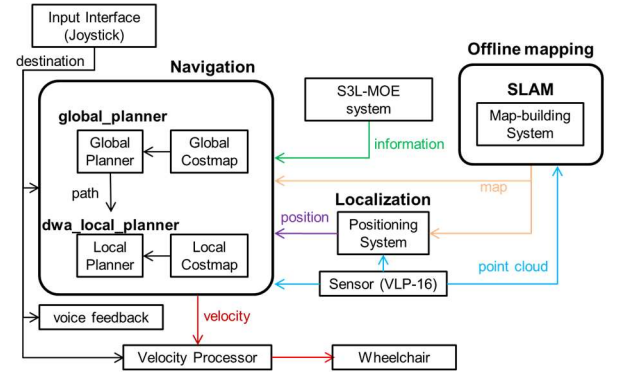 Input Interface
(Joystick)
destination
Navigation
global_planner
Global
Planner
Global
Costmap
path
dwa_local_planner
Local
Planner
Local
Costmap
voice feedback
velocity
Velocity Processor
Wheelchair
S3L-MOE
system
information
Offline mapping
SLAM
Map-building
System
map
Localization
position
Positioning
System
point cloud
Sensor (VLP-16)